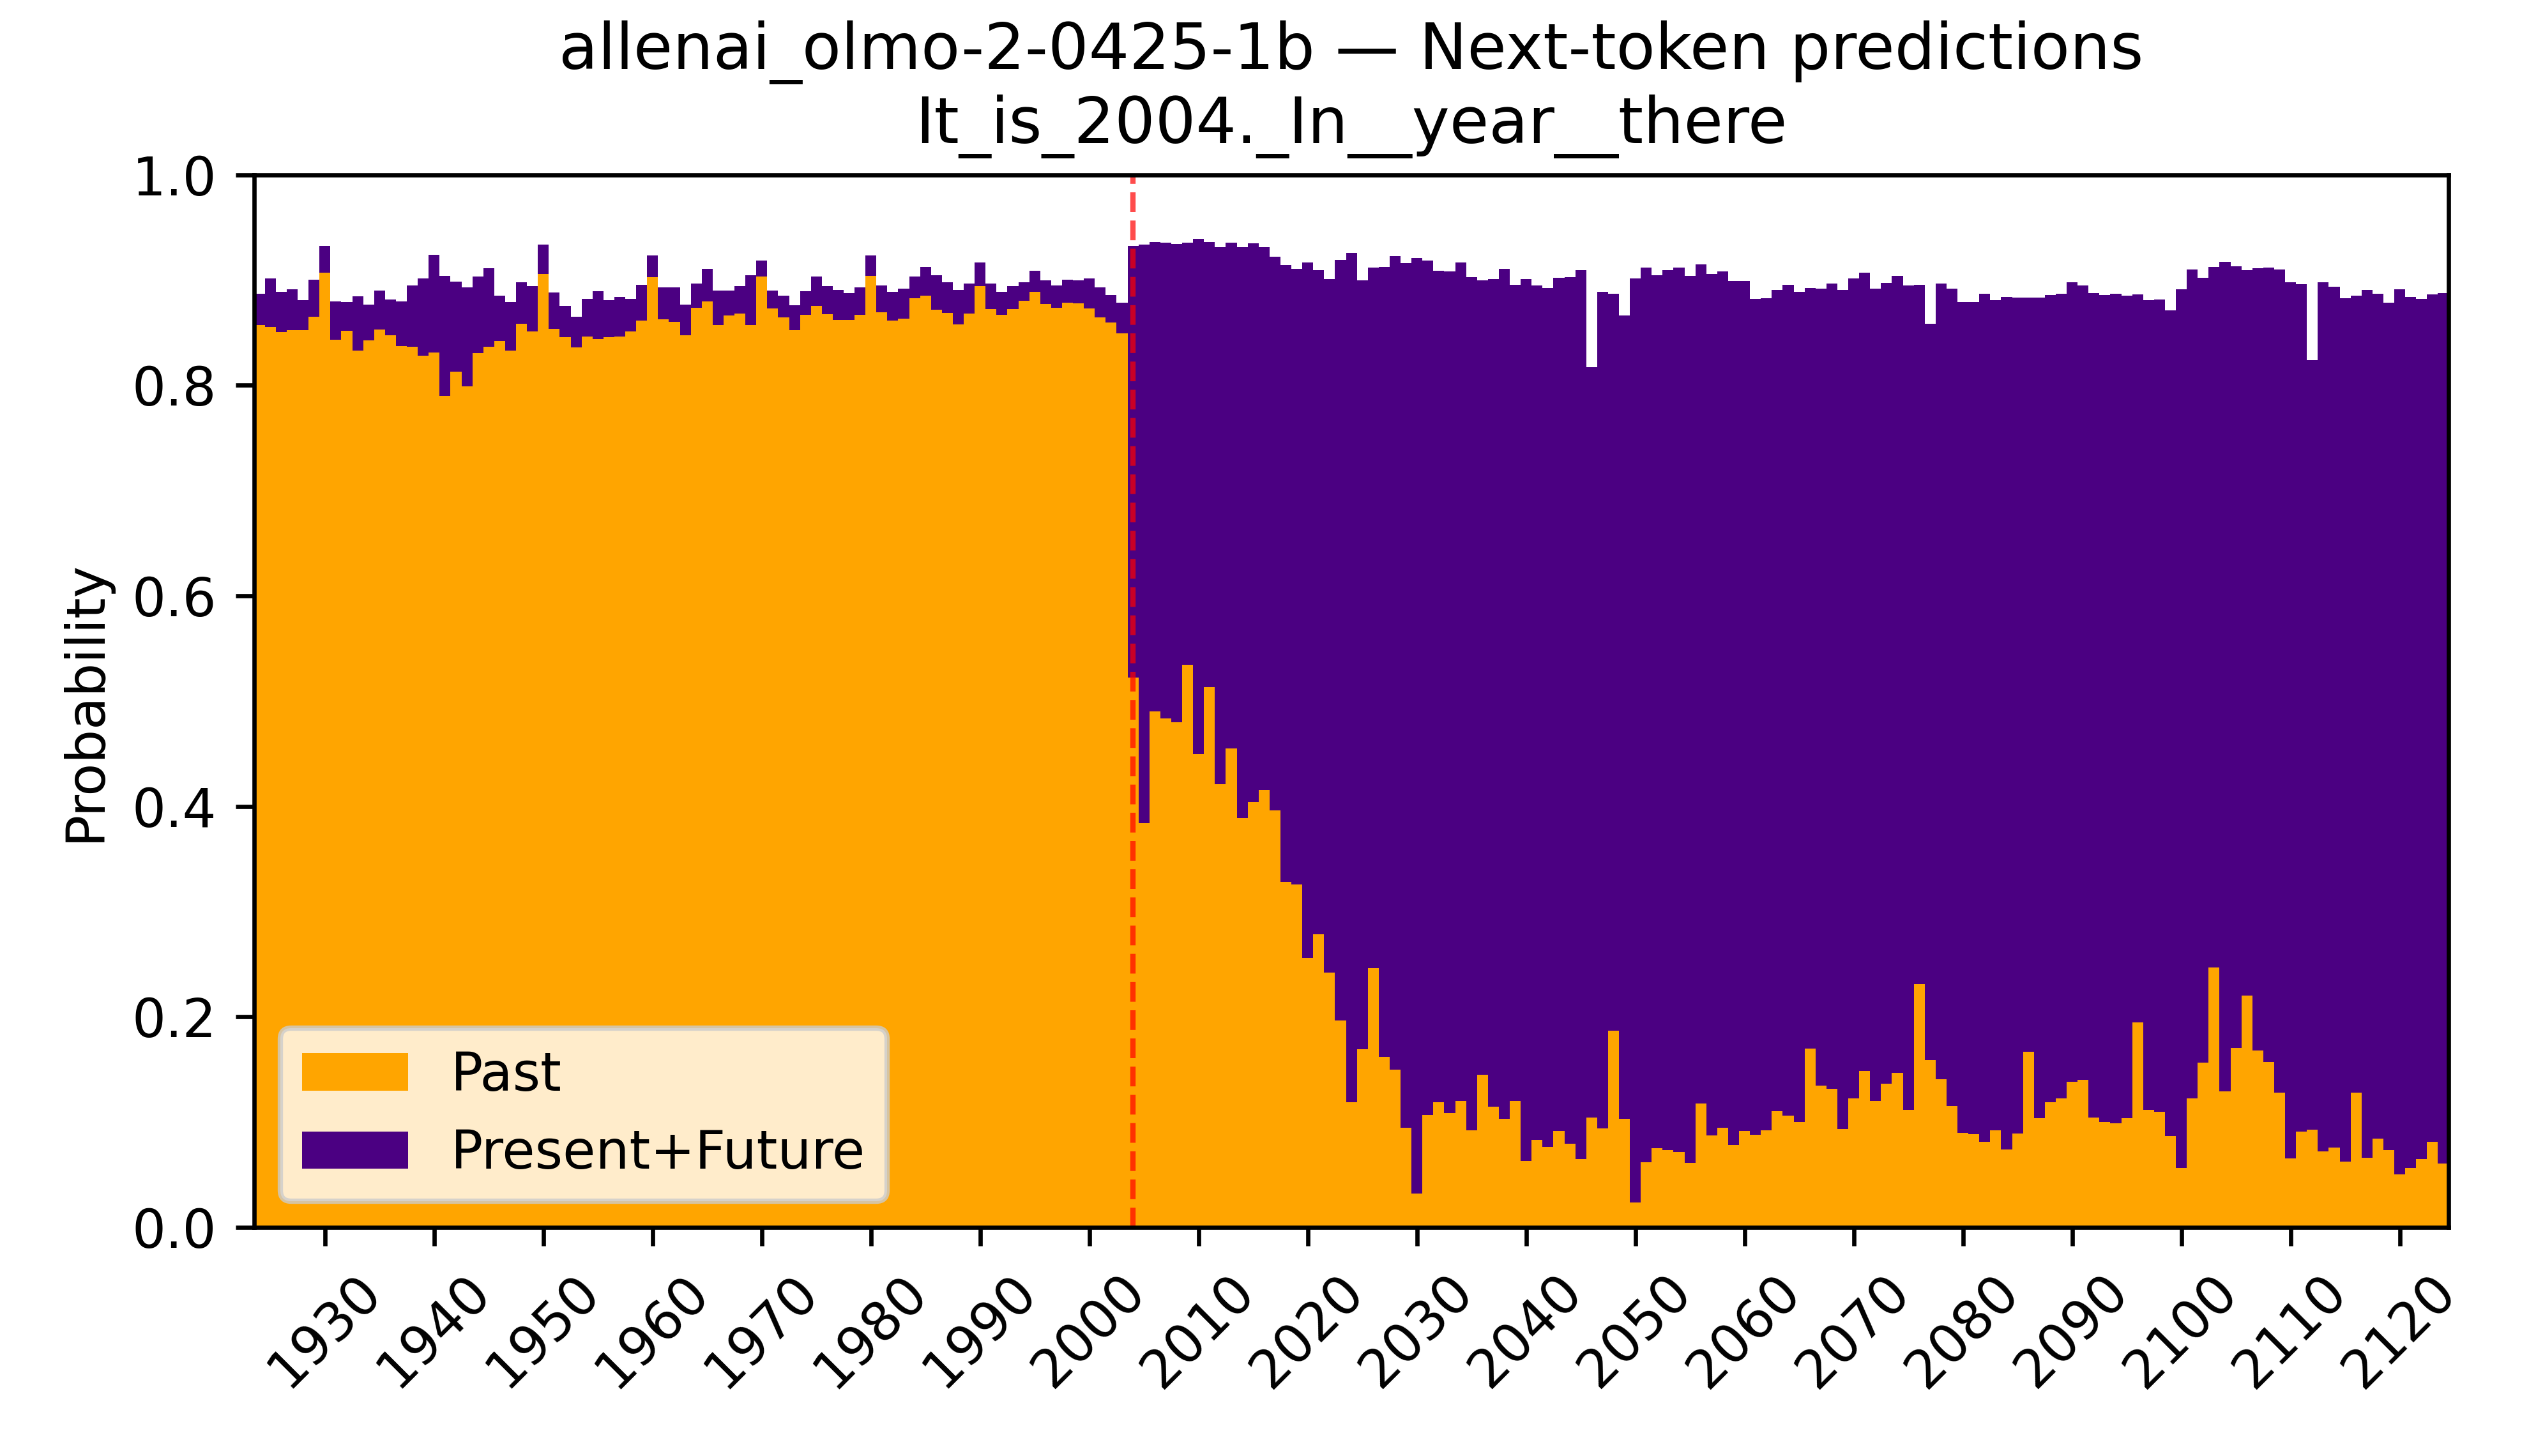 allenai_olmo-2-0425-1b — Next-token predictions
It_is_2004._In__year__there
1.0
0.8
0.6
0.4
0.2
0.0
Probability
Past
Present+Future
1930 1940 1950 1960 1970 1980 1990 2000 2010 2020 2030 2040 2050 2060 2070 2080 2090 2100 2110 2120